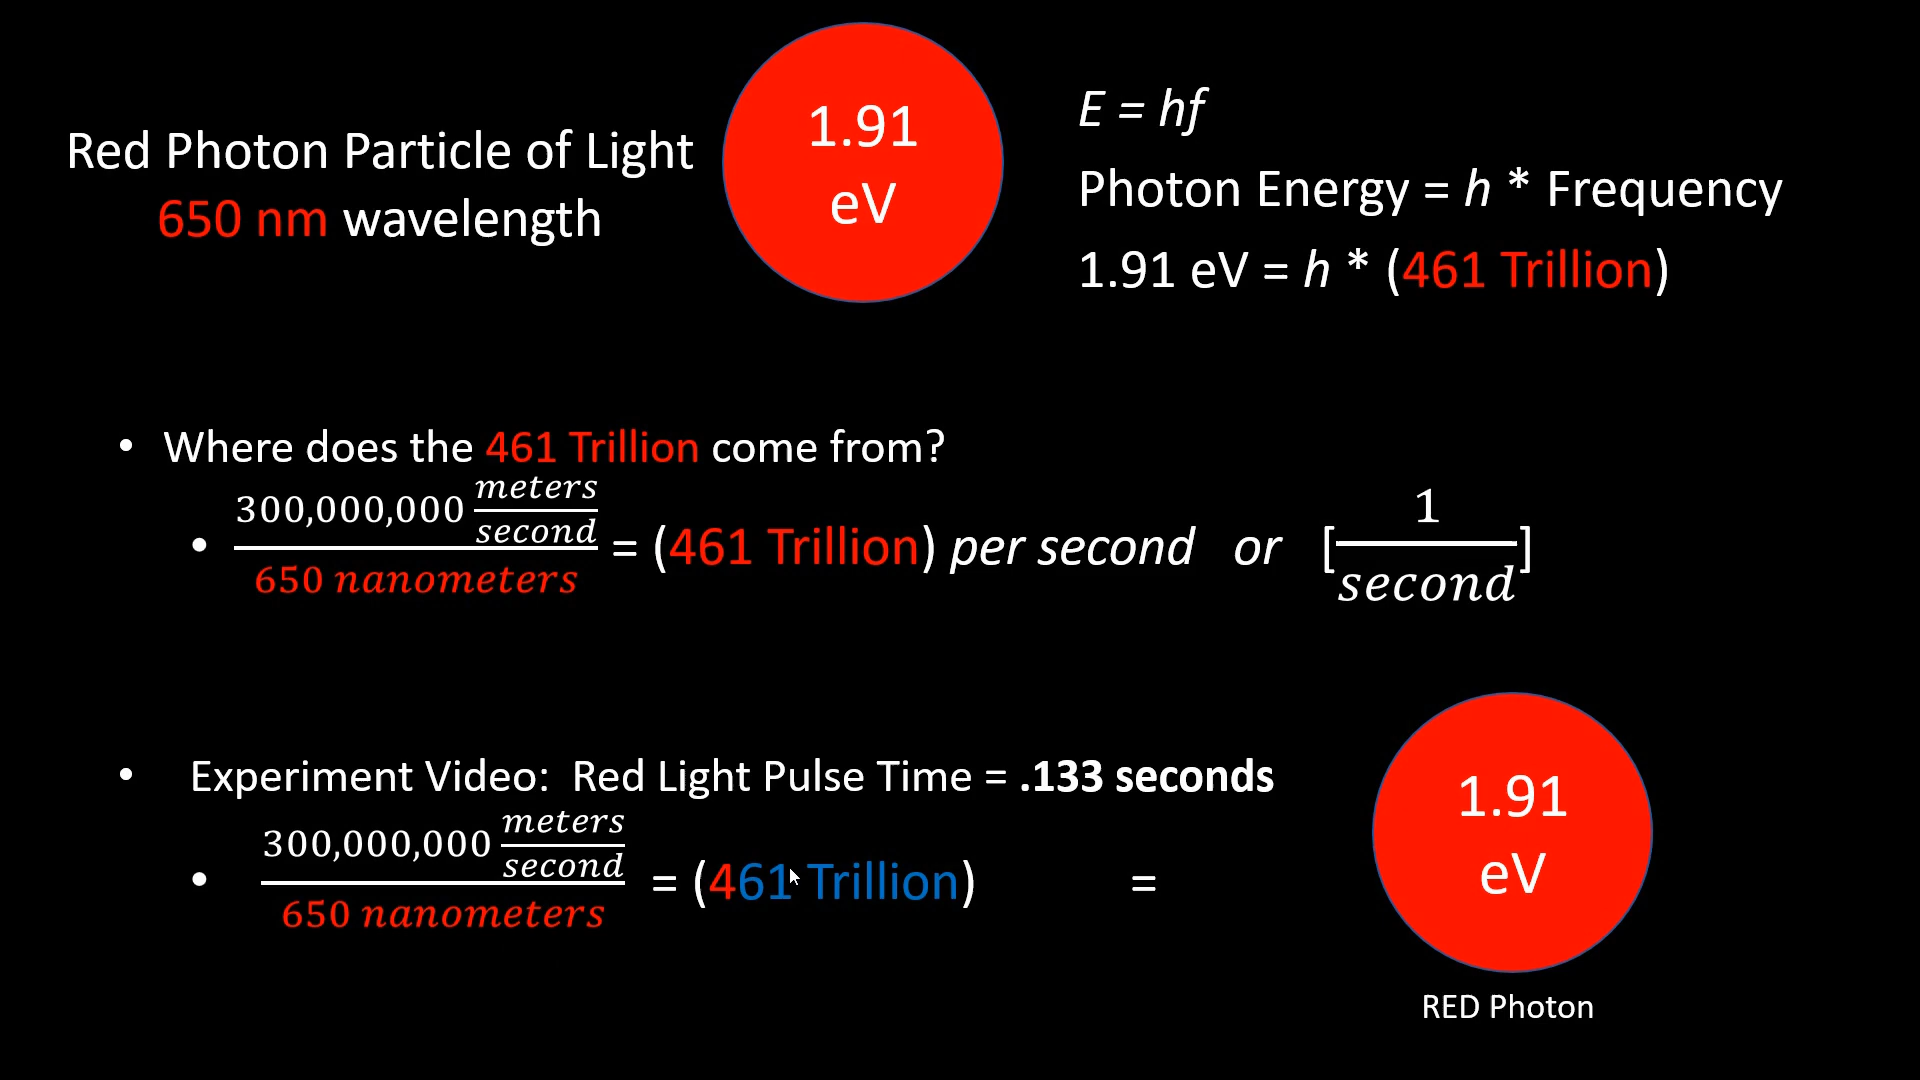 Red Photon Particle of Light
650 nm wavelength
1.91
eV
E = hf
Photon Energy = h * Frequency
1.91 eV = h * (461 Trillion)
• Where does the 461 Trillion come from?
• 300,000,000 meters/second / 650 nanometers = (461 Trillion) per second or [1/second]
• Experiment Video: Red Light Pulse Time = .133 seconds
• 300,000,000 meters/second / 650 nanometers = (461 Trillion) =
1.91
eV
RED Photon